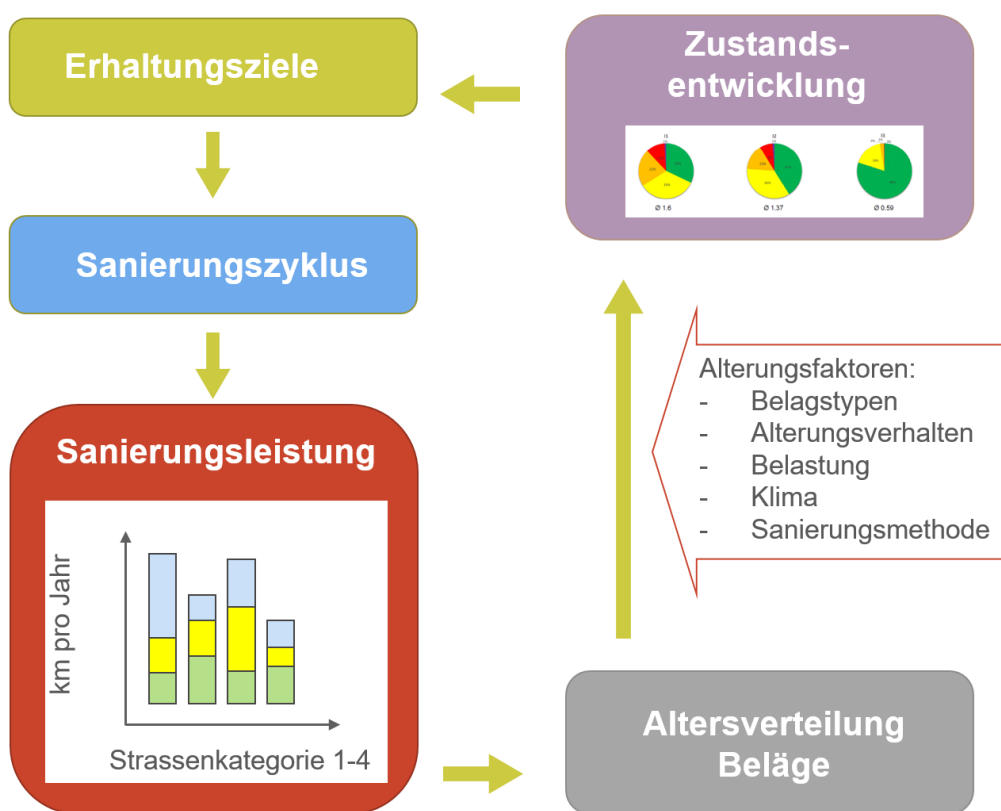 Erhaltungsziele
Zustands-
entwicklung
Ø 1.6
Ø 1.37
Ø 0.59
Sanierungszyklus
Sanierungsleistung
km pro Jahr
Strassenkategorie 1-4
Alterungsfaktoren:
- Belagstypen
- Alterungsverhalten
- Belastung
- Klima
- Sanierungsmethode
Altersverteilung
Beläge